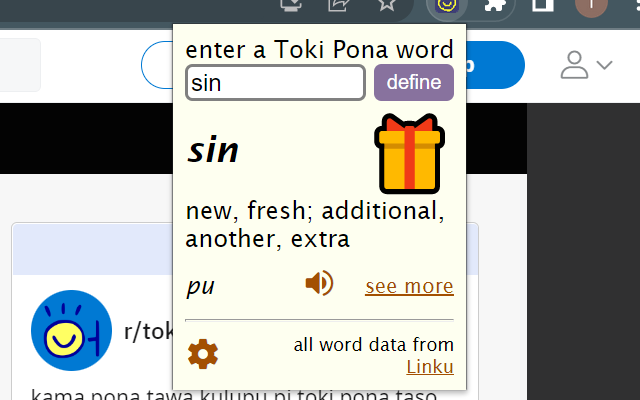 enter a Toki Pona word
sin
define
sin
new, fresh; additional,
another, extra
pu
see more
all word data from
Linku
r/tok
kama pona tawa kulupu pi toki pona taso